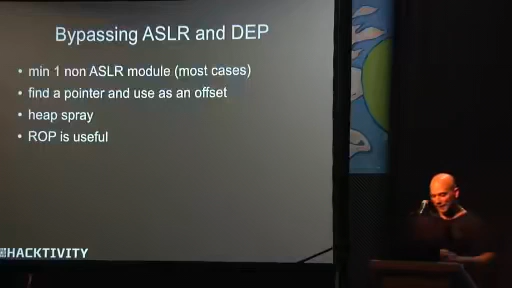 Bypassing ASLR and DEP
• min 1 non ASLR module (most cases)
• find a pointer and use as an offset
• heap spray
• ROP is useful
HACKTIVITY